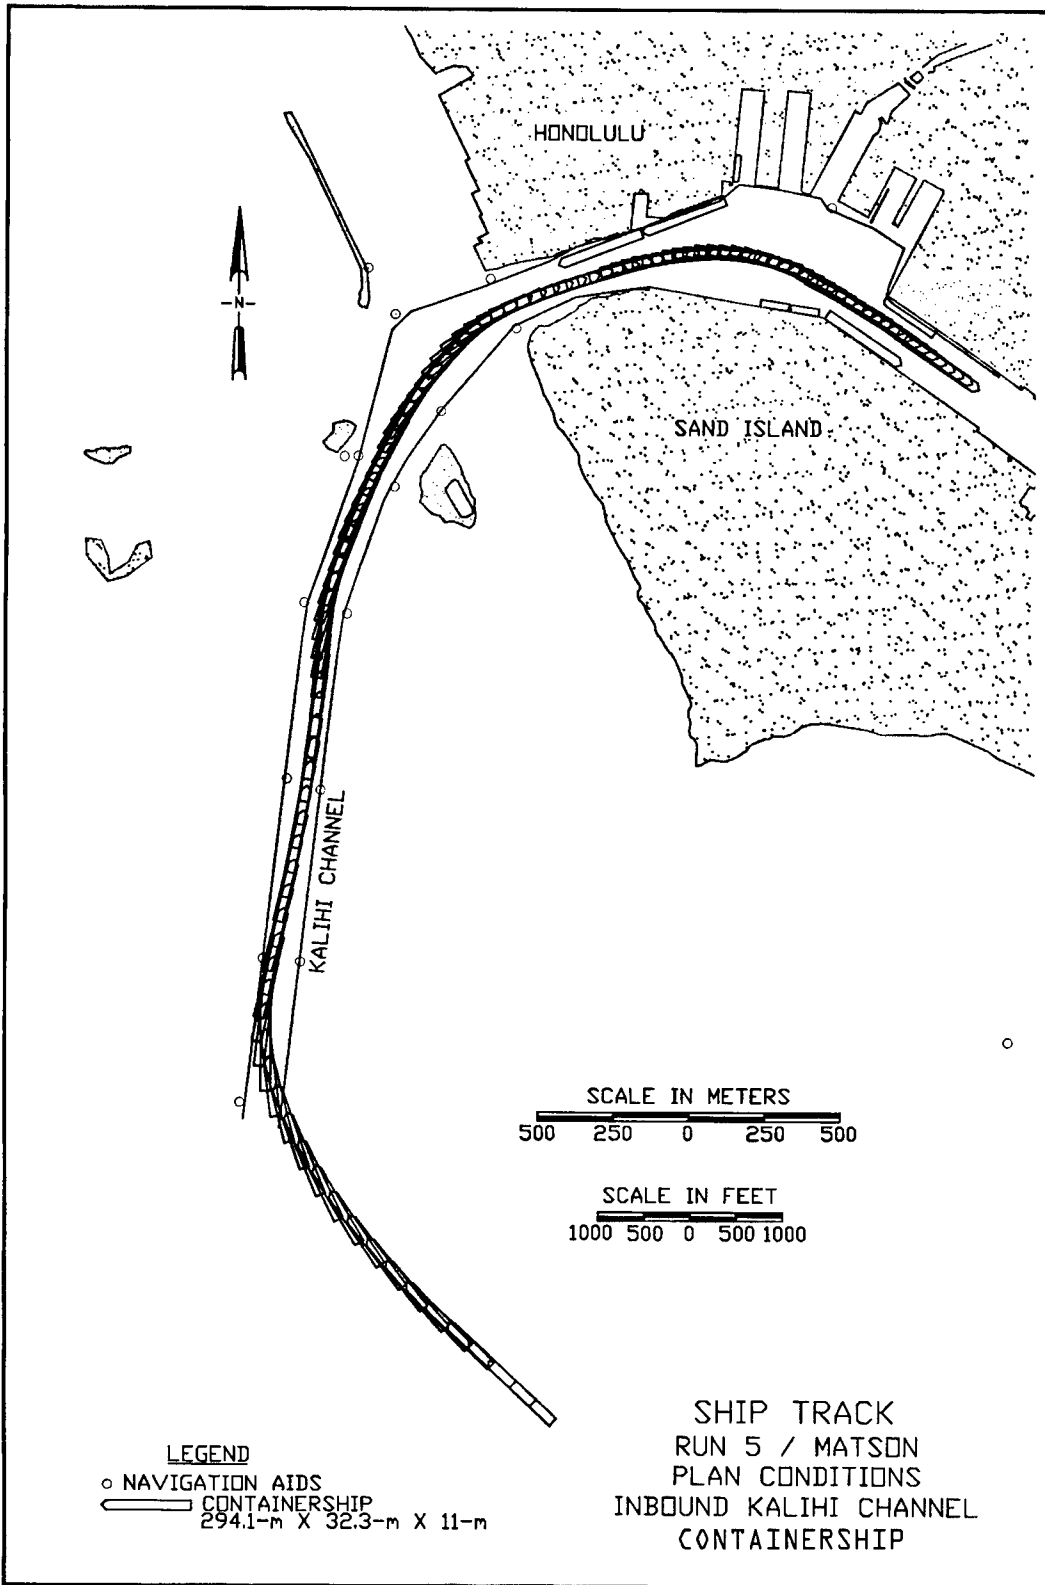 HONOLULU
-N-
SAND ISLAND
KALIHI CHANNEL
SCALE IN METERS
500 250 0 250 500
SCALE IN FEET
1000 500 0 500 1000
SHIP TRACK
RUN 5 / MATSON
PLAN CONDITIONS
INBOUND KALIHI CHANNEL
CONTAINERSHIP
LEGEND
NAVIGATION AIDS
CONTAINERSHIP
294.1-m X 32.3-m X 11-m